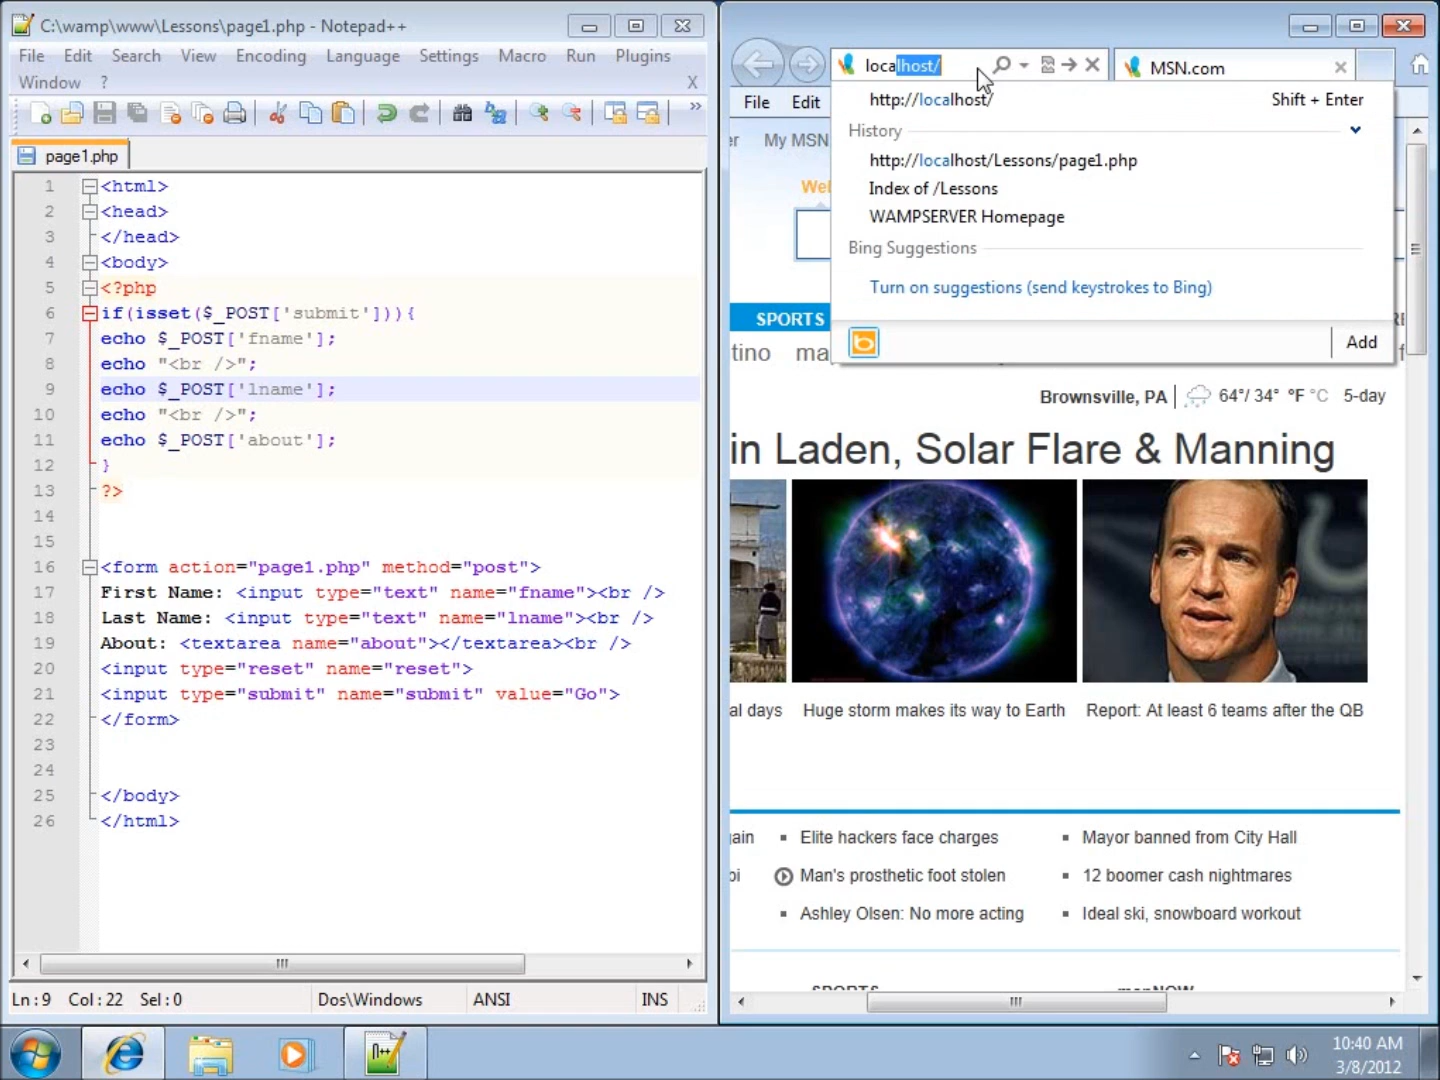 C:\wamp\www\Lessons\page1.php - Notepad++
File Edit Search View Encoding Language Settings Macro Run Plugins
Window ? X
page1.php
1 <html>
2 <head>
3 </head>
4 <body>
5 <?php
6 if(isset($_POST['submit'])){
7 echo $_POST['fname'];
8 echo "<br />";
9 echo $_POST['lname'];
10 echo "<br />";
11 echo $_POST['about'];
12 }
13 ?>
14
15
16 <form action="page1.php" method="post">
17 First Name: <input type="text" name="fname"><br />
18 Last Name: <input type="text" name="lname"><br />
19 About: <textarea name="about"></textarea><br />
20 <input type="reset" name="reset">
21 <input type="submit" name="submit" value="Go">
22 </form>
23
24
25 </body>
26 </html>
Ln : 9 Col : 22 Sel : 0 Dos\Windows ANSI INS
localhost/
MSN.com
File Edit
http://localhost/ Shift + Enter
History
http://localhost/Lessons/page1.php
Index of /Lessons
WAMPSERVER Homepage
Bing Suggestions
Turn on suggestions (send keystrokes to Bing)
Add
er My MSN
Wel
SPORTS
tino ma
Brownsville, PA 64°/ 34° °F °C 5-day
in Laden, Solar Flare & Manning
al days Huge storm makes its way to Earth Report: At least 6 teams after the QB
ain Elite hackers face charges Mayor banned from City Hall
bi Man's prosthetic foot stolen 12 boomer cash nightmares
Ashley Olsen: No more acting Ideal ski, snowboard workout
SPORTS msnNOW
10:40 AM
3/8/2012